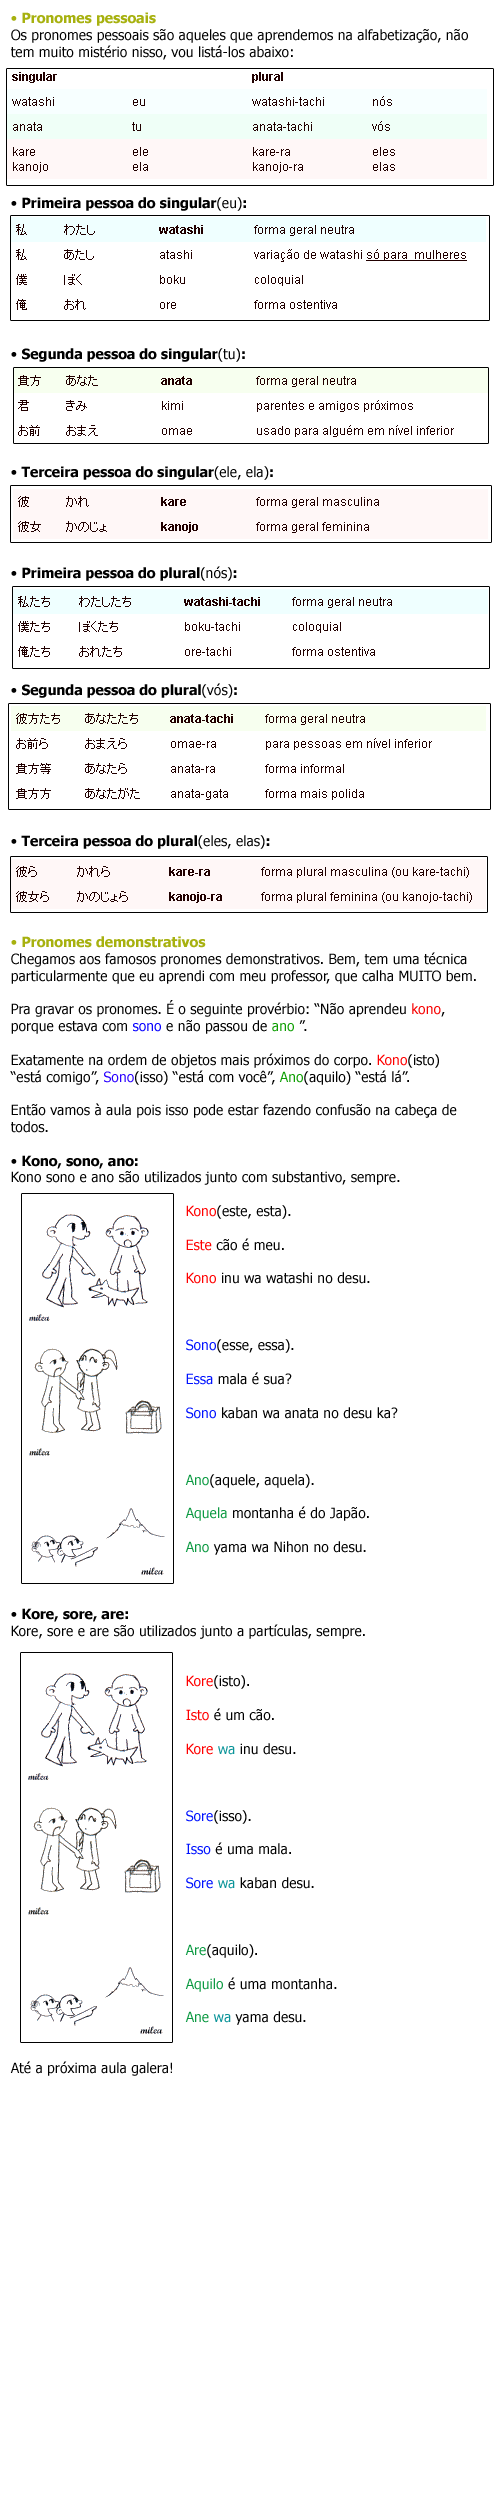 • Pronomes pessoais
Os pronomes pessoais são aqueles que aprendemos na alfabetização, não
tem muito mistério nisso, vou listá-los abaixo:
singular plural
watashi eu watashi-tachi nós
anata tu anata-tachi vós
kare ele kare-ra eles
kanojo ela kanojo-ra elas
• Primeira pessoa do singular(eu):
私 わたし watashi forma geral neutra
私 あたし atashi variação de watashi só para mulheres
僕 ぼく boku coloquial
俺 おれ ore forma ostentiva
• Segunda pessoa do singular(tu):
貴方 あなた anata forma geral neutra
君 きみ kimi parentes e amigos próximos
お前 おまえ omae usado para alguém em nível inferior
• Terceira pessoa do singular(ele, ela):
彼 かれ kare forma geral masculina
彼女 かのじょ kanojo forma geral feminina
• Primeira pessoa do plural(nós):
私たち わたしたち watashi-tachi forma geral neutra
僕たち ぼくたち boku-tachi coloquial
俺たち おれたち ore-tachi forma ostentiva
• Segunda pessoa do plural(vós):
彼方たち あなたたち anata-tachi forma geral neutra
お前ら おまえら omae-ra para pessoas em nível inferior
貴方等 あなたら anata-ra forma informal
貴方方 あなたがた anata-gata forma mais polida
• Terceira pessoa do plural(eles, elas):
彼ら かれら kare-ra forma plural masculina (ou kare-tachi)
彼女ら かのじょら kanojo-ra forma plural feminina (ou kanojo-tachi)
• Pronomes demonstrativos
Chegamos aos famosos pronomes demonstrativos. Bem, tem uma técnica
particularmente que eu aprendi com meu professor, que calha MUITO bem.
Pra gravar os pronomes. É o seguinte provérbio: “Não aprendeu kono,
porque estava com sono e não passou de ano ”.
Exatamente na ordem de objetos mais próximos do corpo. Kono(isto)
“está comigo”, Sono(isso) “está com você”, Ano(aquilo) “está lá”.
Então vamos à aula pois isso pode estar fazendo confusão na cabeça de
todos.
• Kono, sono, ano:
Kono sono e ano são utilizados junto com substantivo, sempre.
Kono(este, esta).
Este cão é meu.
Kono inu wa watashi no desu.
milca
Sono(esse, essa).
Essa mala é sua?
Sono kaban wa anata no desu ka?
milca
Ano(aquele, aquela).
Aquela montanha é do Japão.
Ano yama wa Nihon no desu.
milca
• Kore, sore, are:
Kore, sore e are são utilizados junto a partículas, sempre.
Kore(isto).
Isto é um cão.
Kore wa inu desu.
milca
Sore(isso).
Isso é uma mala.
Sore wa kaban desu.
milca
Are(aquilo).
Aquilo é uma montanha.
Ane wa yama desu.
milca
Até a próxima aula galera!